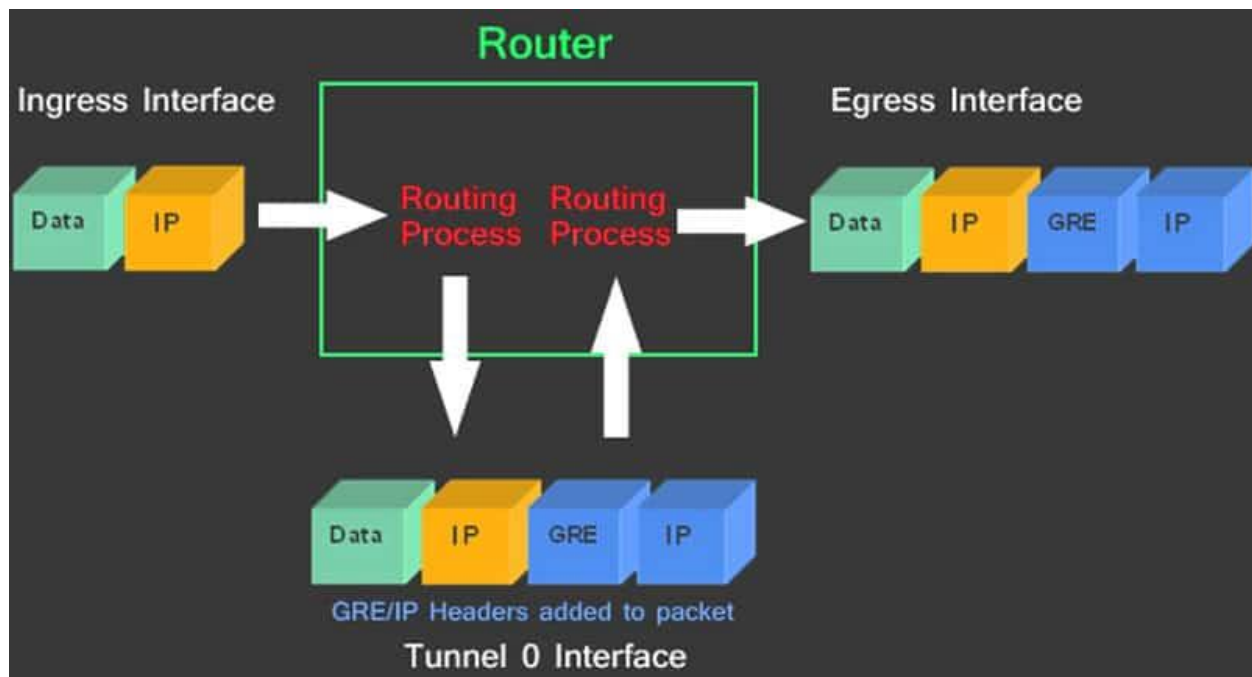 Router
Ingress Interface
Egress Interface
Data IP
Routing Process
Routing Process
Data IP GRE IP
Data IP GRE IP
GRE/IP Headers added to packet
Tunnel 0 Interface